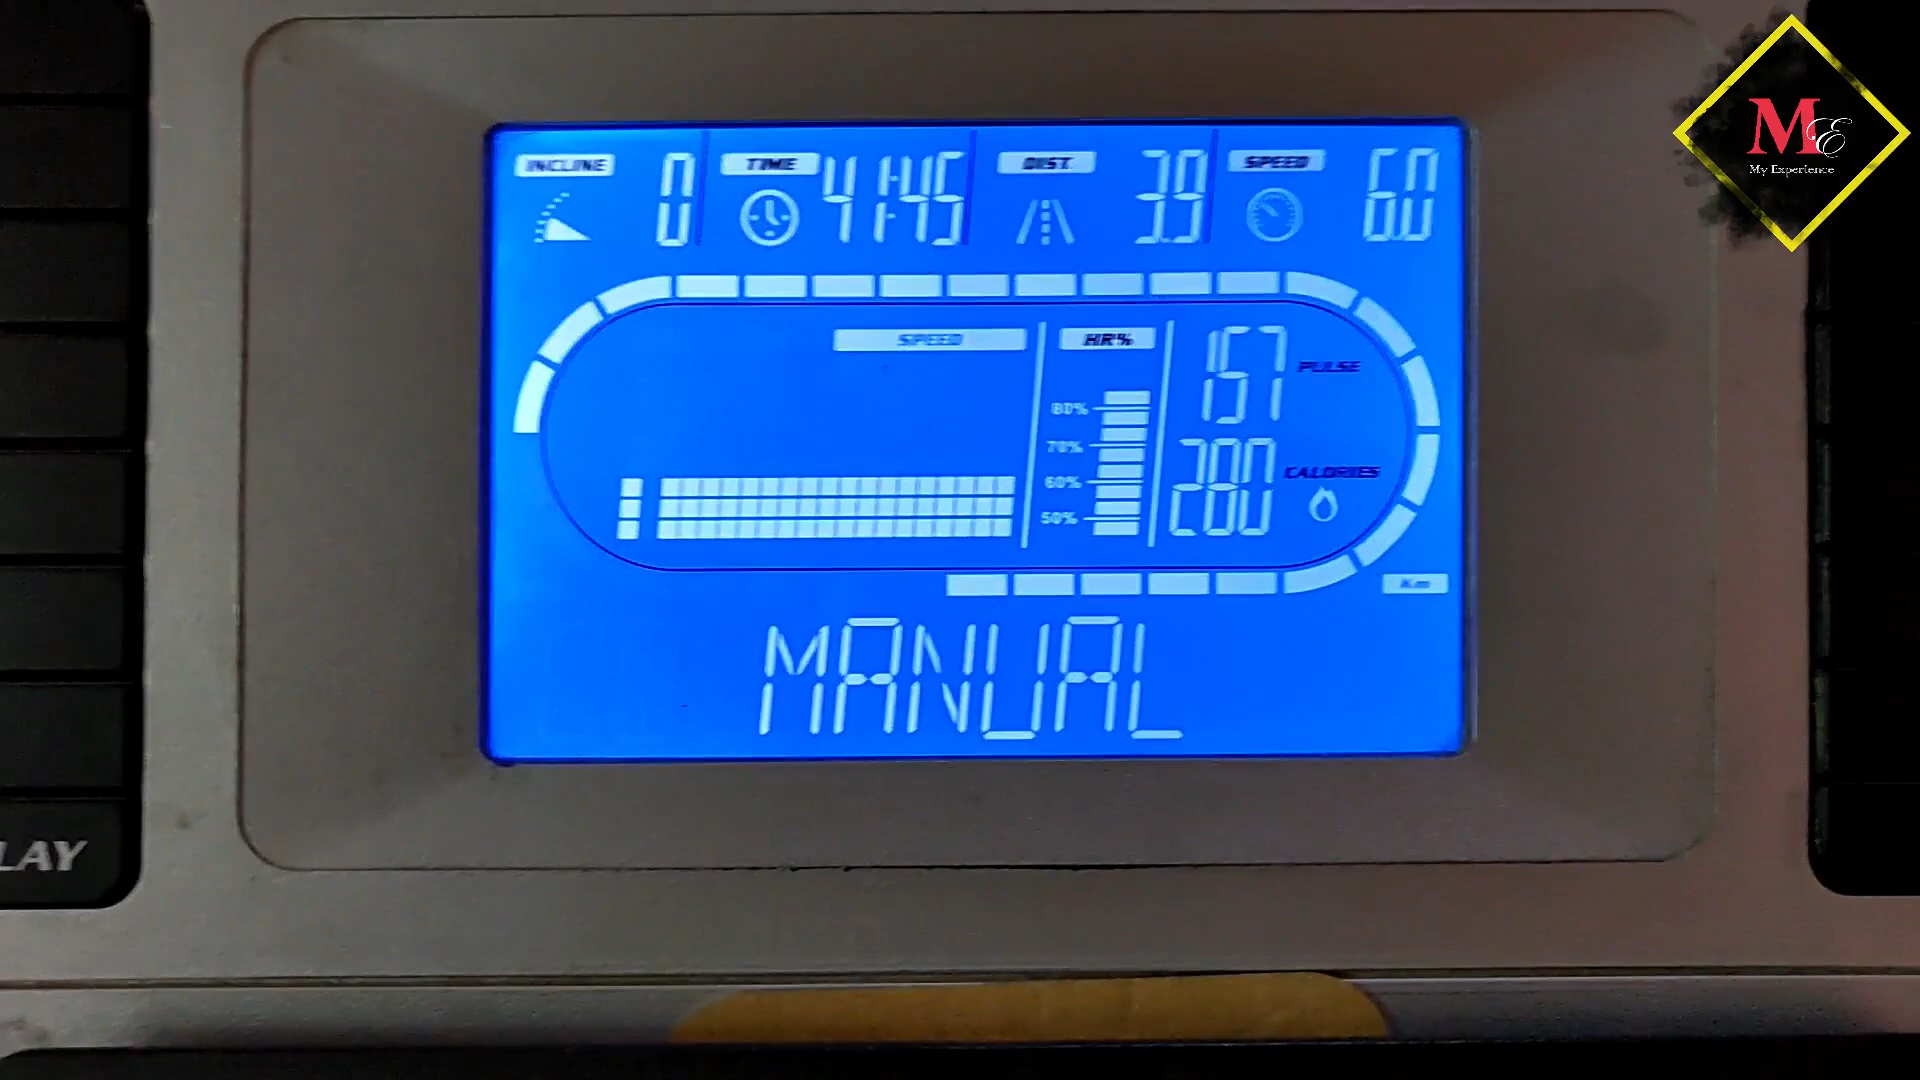 INCLINE 0 TIME 41:45 DIST 3.9 SPEED 6.0
SPEED HR% 157 PULSE
80%
70%
280 CALORIES
60%
50%
Km
MANUAL
LAY
ME
My Experience